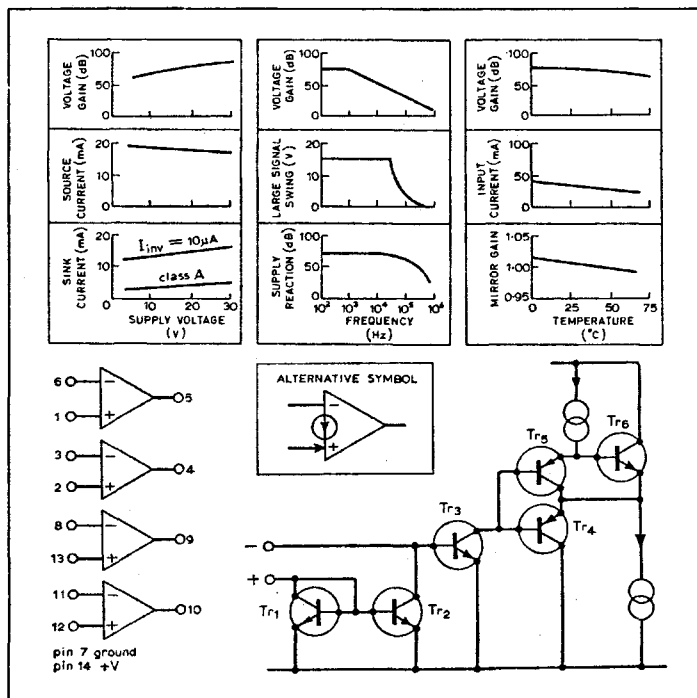 VOLTAGE GAIN (dB)
100
50
0
SOURCE CURRENT (mA)
20
10
0
SINK CURRENT (mA)
20
10
0
I inv = 10µA
class A
0 10 20 30
SUPPLY VOLTAGE
(V)
VOLTAGE GAIN (dB)
100
50
0
LARGE SIGNAL SWING (V)
20
10
0
SUPPLY REACTION (dB)
100
50
0
10² 10³ 10⁴ 10⁵ 10⁶
FREQUENCY
(Hz)
VOLTAGE GAIN (dB)
100
50
0
INPUT CURRENT (mA)
100
50
0
MIRROR GAIN
1·05
1·00
0·95
0 25 50 75
TEMPERATURE
(°C)
6 − 5
1 +
3 − 4
2 +
8 − 9
13 +
11 − 10
12 +
pin 7 ground
pin 14 +V
ALTERNATIVE SYMBOL
−
+
Tr5
Tr6
Tr3
Tr4
−
+
Tr1
Tr2